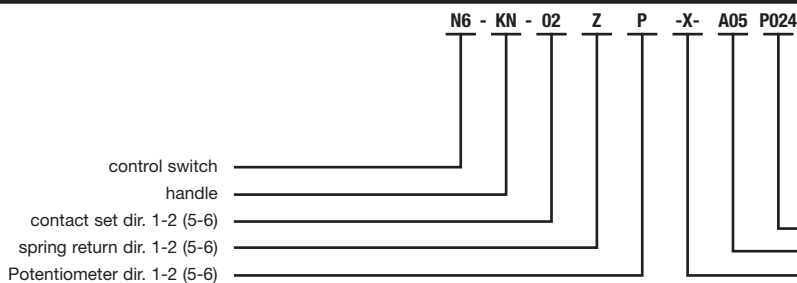 N6 - KN - 02 Z P -X- A05 P024
control switch
handle
contact set dir. 1-2 (5-6)
spring return dir. 1-2 (5-6)
Potentiometer dir. 1-2 (5-6)